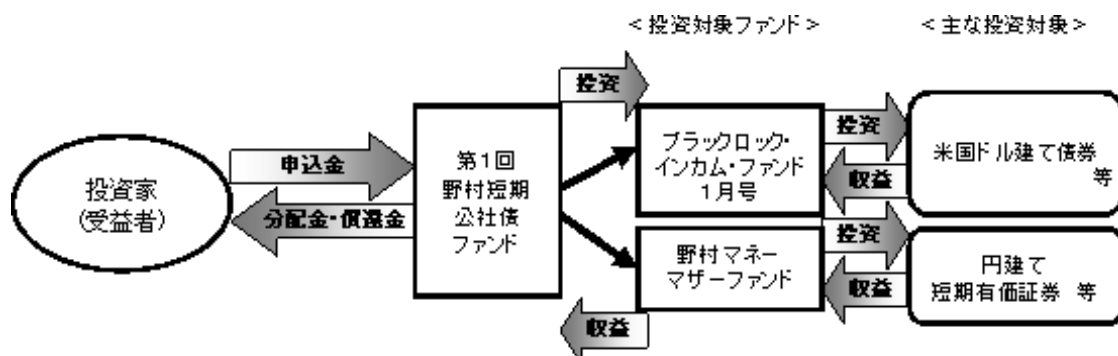 ＜投資対象ファンド＞
＜主な投資対象＞
投資
申込金
分配金・償還金
投資家
(受益者)
第1回
野村短期
公社債
ファンド
ブラックロック・
インカム・ファンド
1月号
投資
収益
米国ドル建て債券
等
野村マネー
マザーファンド
投資
収益
円建て
短期有価証券 等
収益